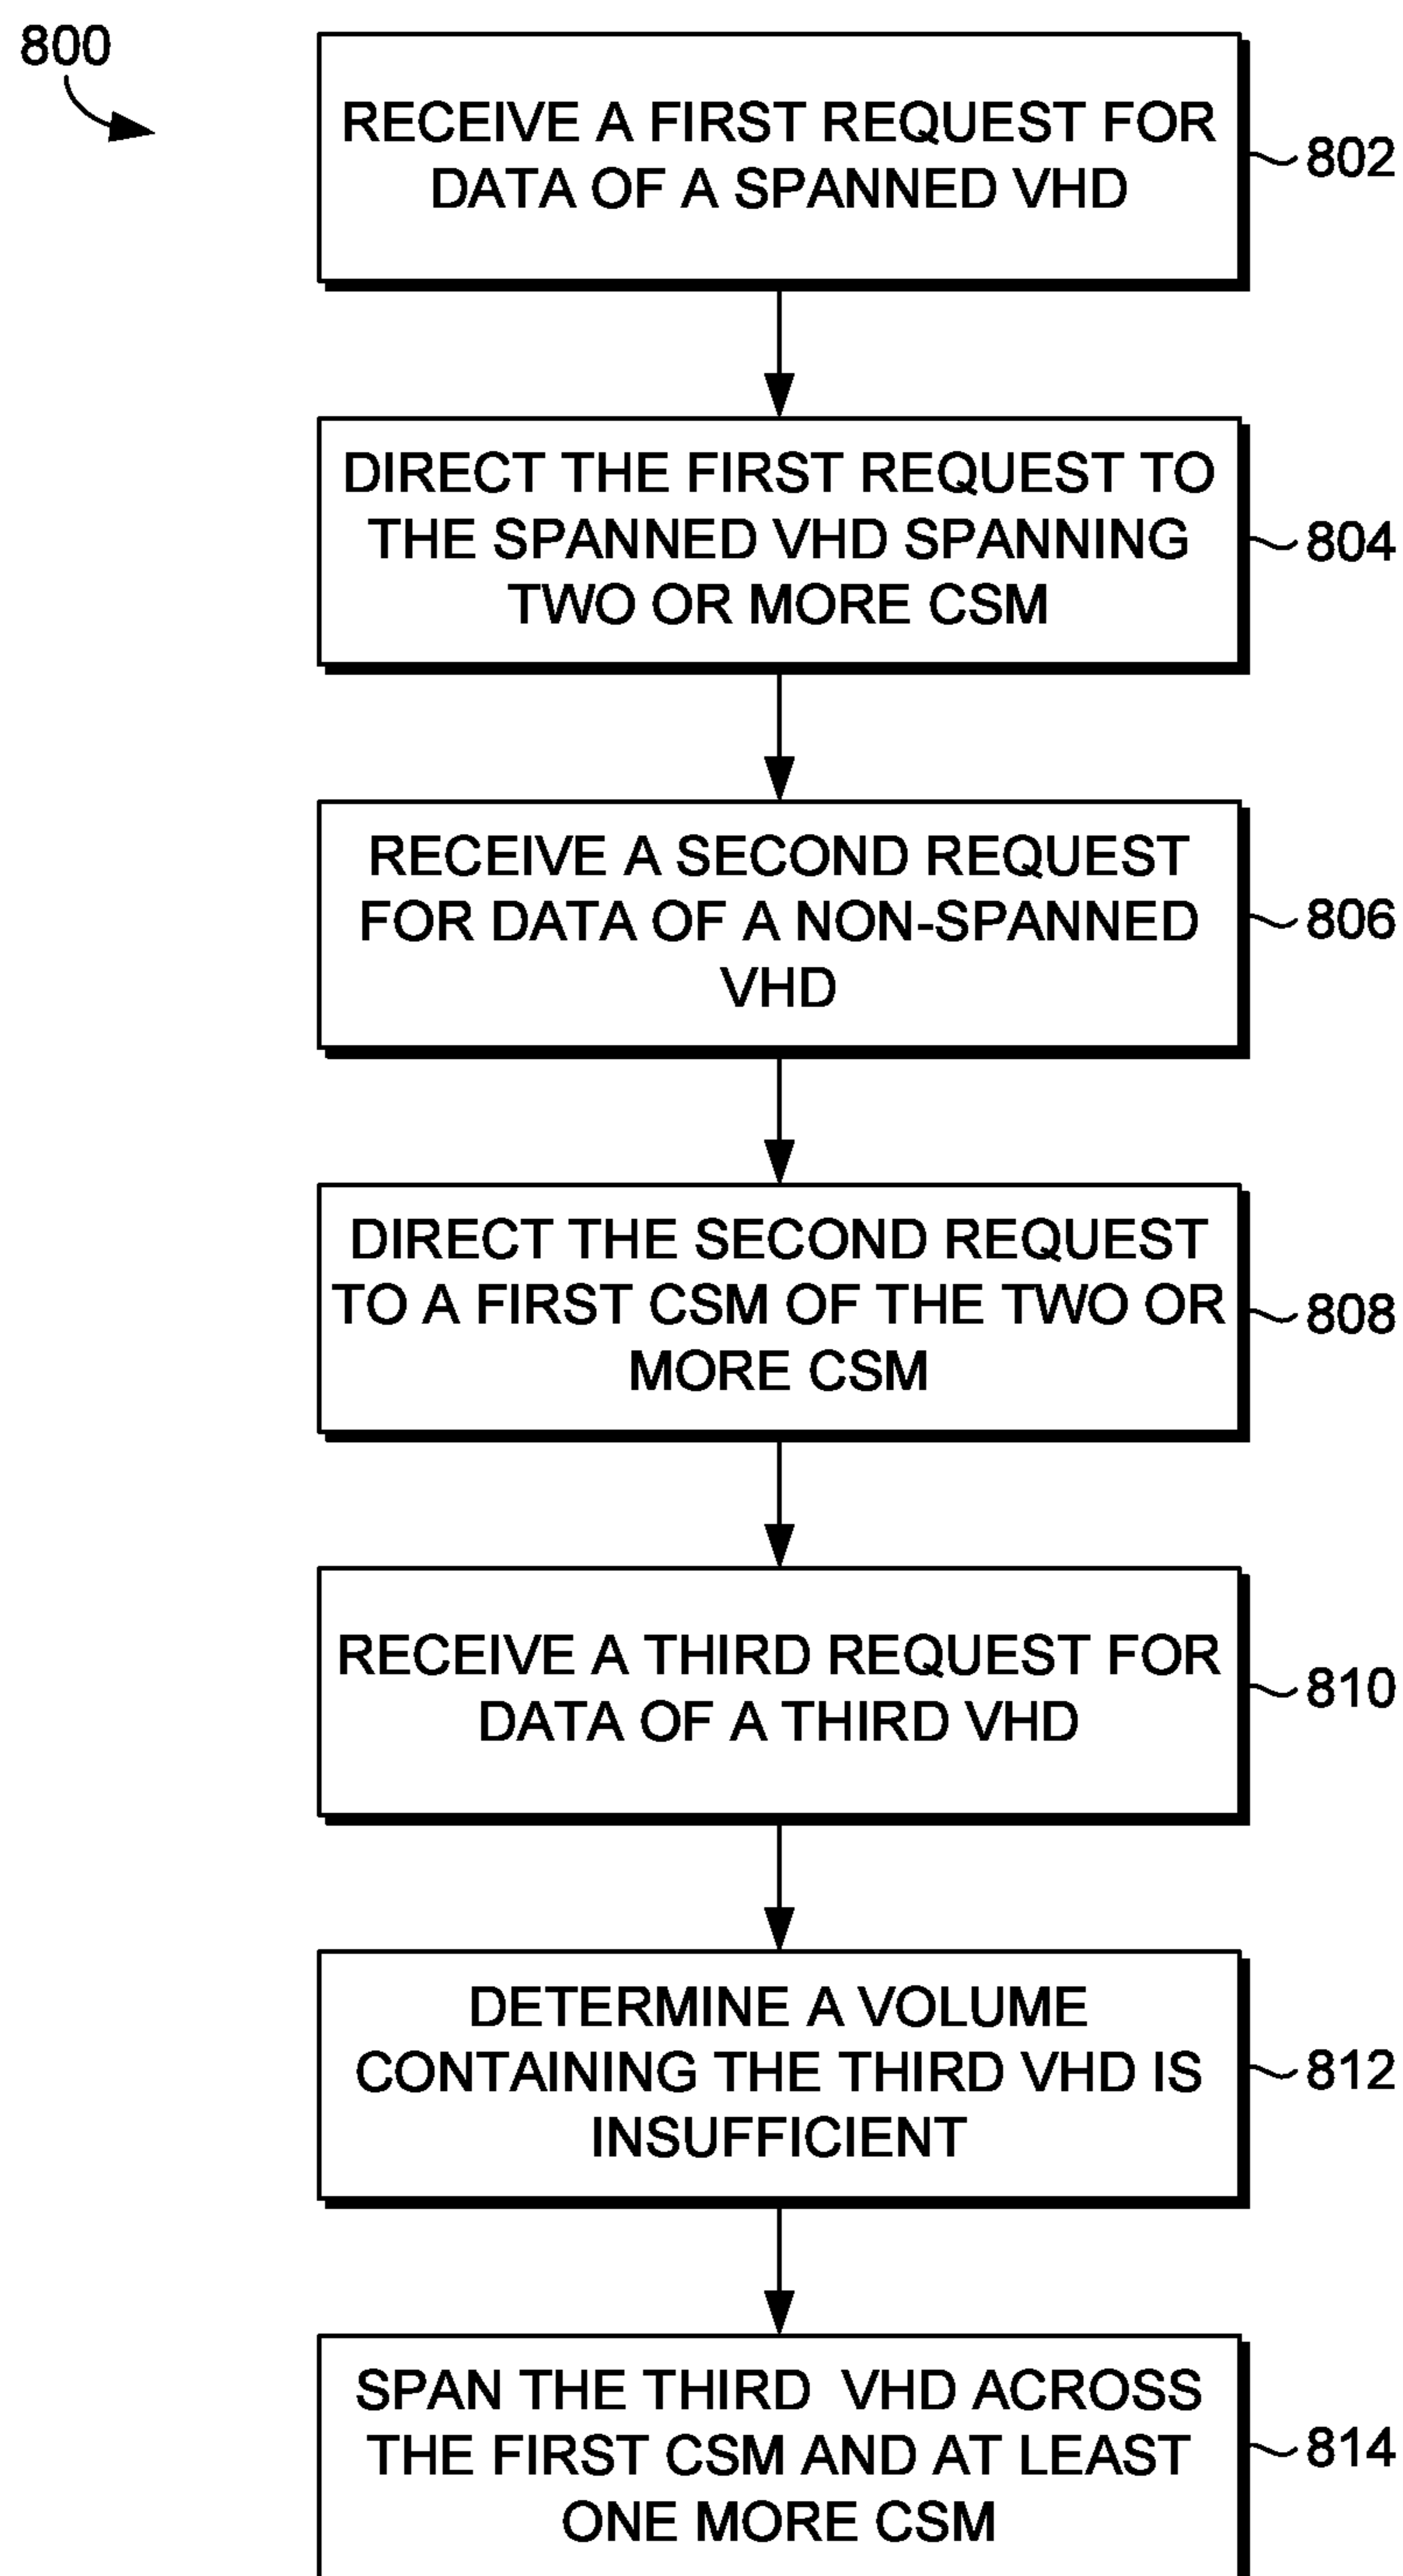 800
RECEIVE A FIRST REQUEST FOR
DATA OF A SPANNED VHD
802
DIRECT THE FIRST REQUEST TO
THE SPANNED VHD SPANNING
TWO OR MORE CSM
804
RECEIVE A SECOND REQUEST
FOR DATA OF A NON-SPANNED
VHD
806
DIRECT THE SECOND REQUEST
TO A FIRST CSM OF THE TWO OR
MORE CSM
808
RECEIVE A THIRD REQUEST FOR
DATA OF A THIRD VHD
810
DETERMINE A VOLUME
CONTAINING THE THIRD VHD IS
INSUFFICIENT
812
SPAN THE THIRD  VHD ACROSS
THE FIRST CSM AND AT LEAST
ONE MORE CSM
814